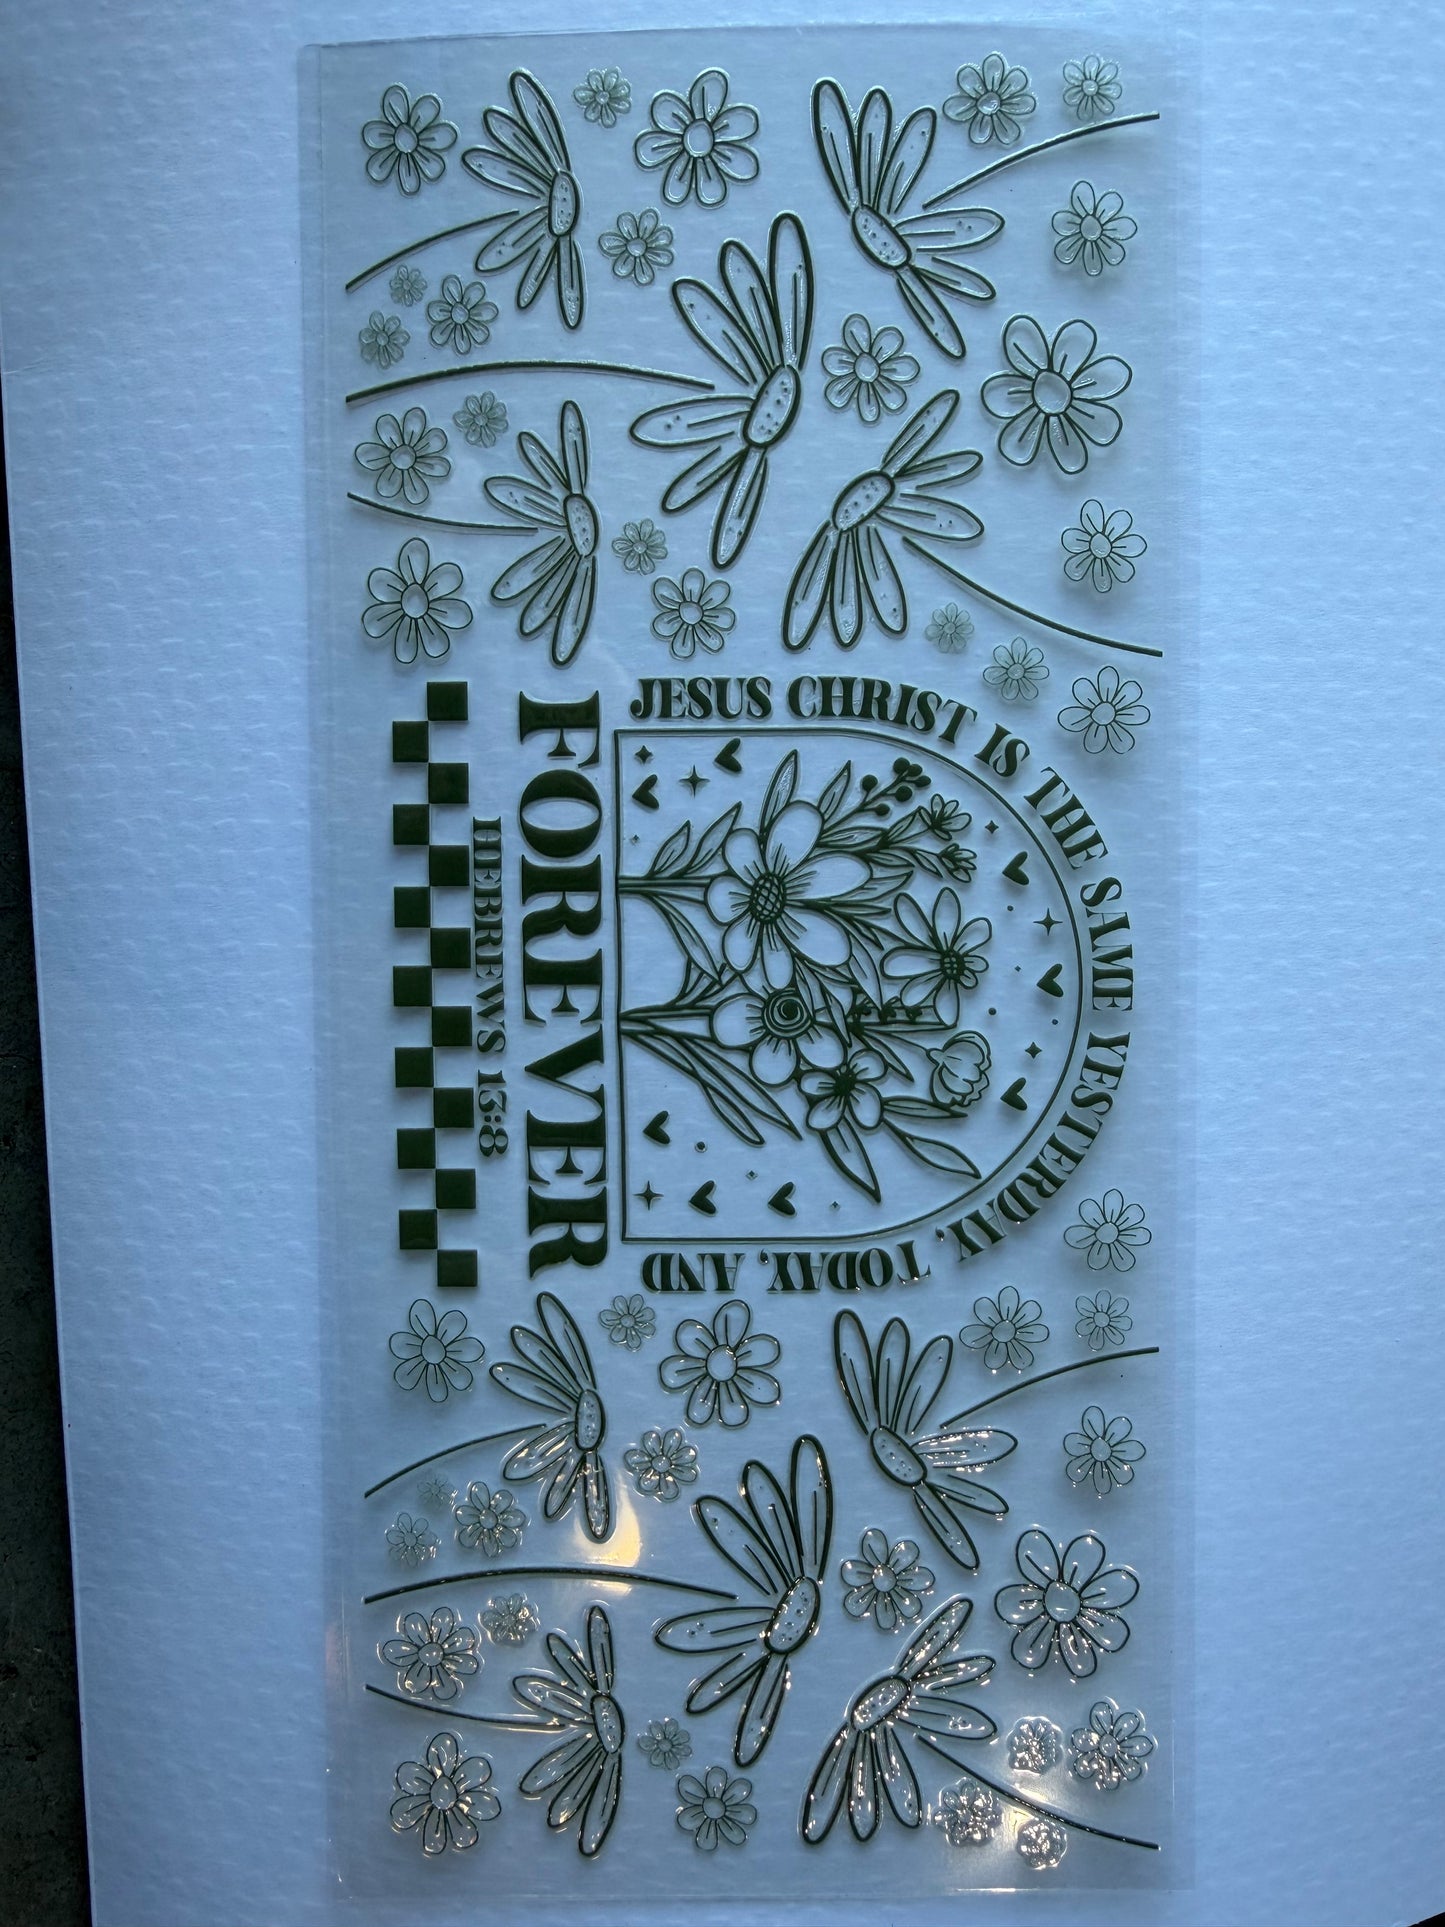 JESUS CHRIST IS THE SAME YESTERDAY, TODAY, AND
FOREVER
HEBREWS 13:8